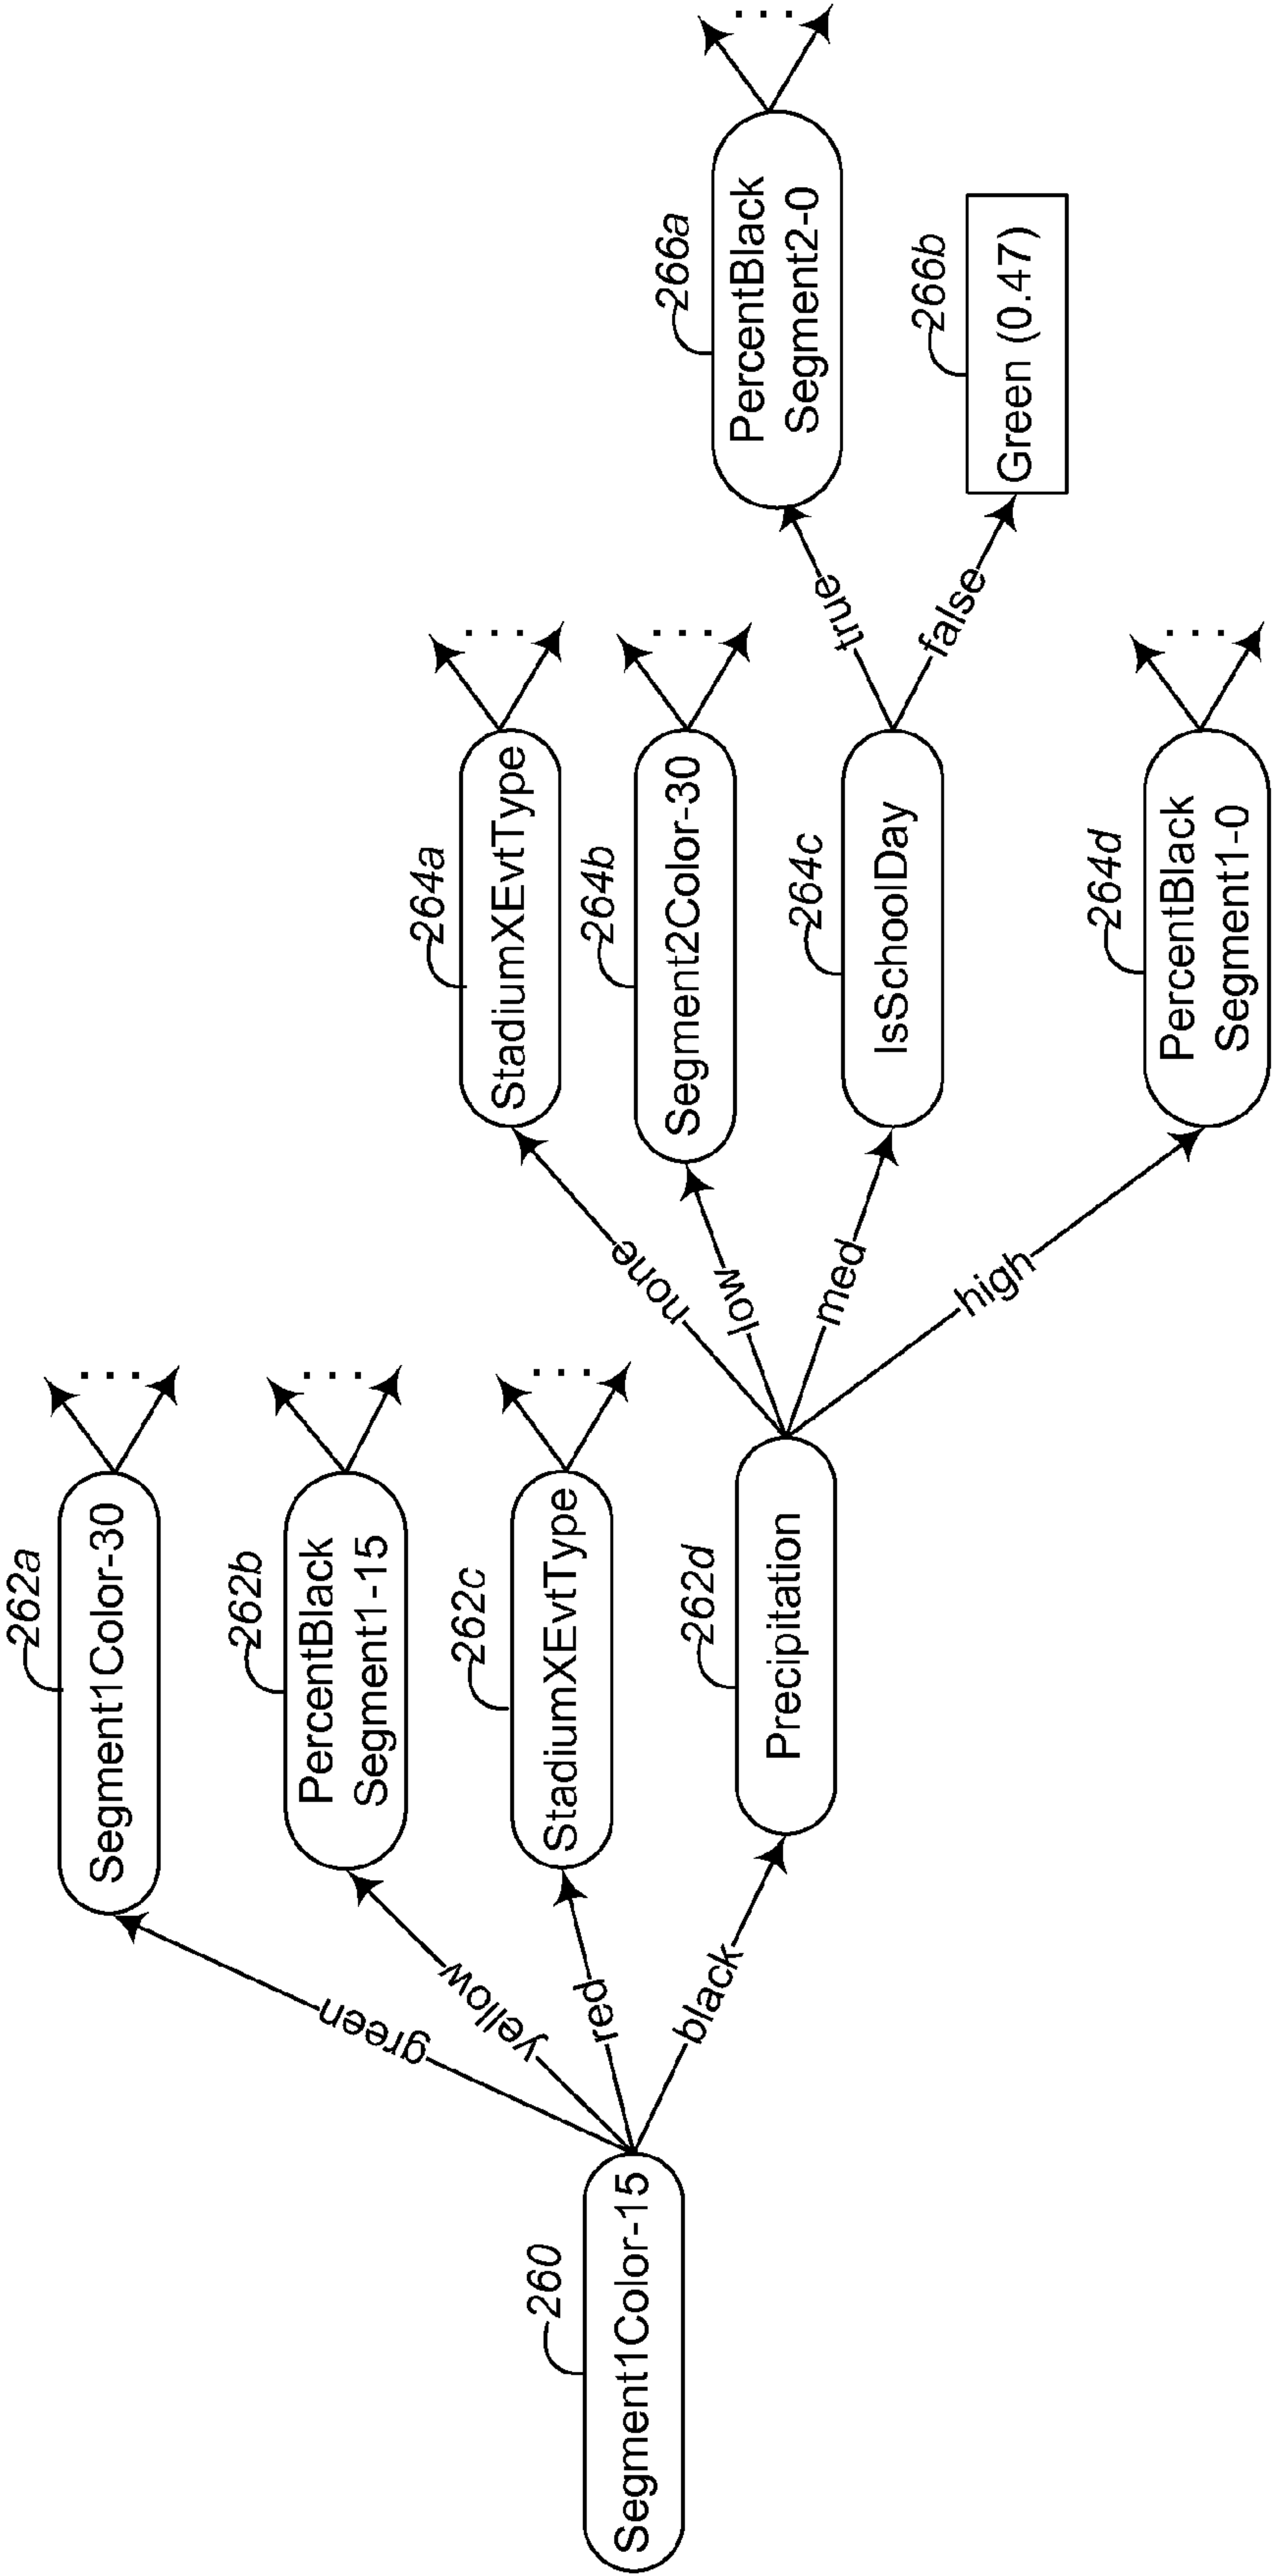 260
Segment1Color-15
green
yellow
red
black
262a
Segment1Color-30
262b
PercentBlack
Segment1-15
262c
StadiumXEvtType
262d
Precipitation
none
low
med
high
264a
StadiumXEvtType
264b
Segment2Color-30
264c
IsSchoolDay
264d
PercentBlack
Segment1-0
true
false
266a
PercentBlack
Segment2-0
266b
Green (0.47)